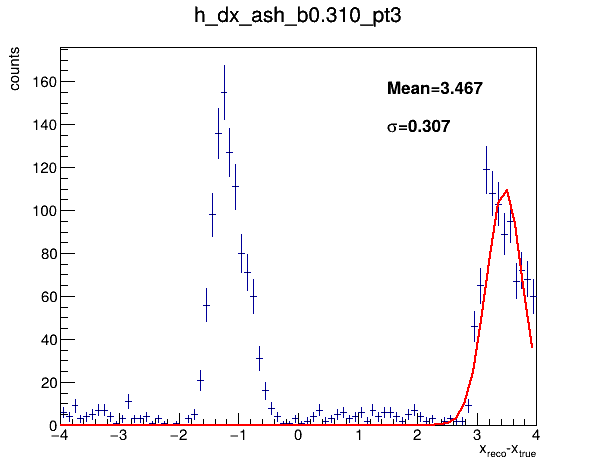 h_dx_ash_b0.310_pt3
counts
Mean=3.467
σ=0.307
160
140
120
100
80
60
40
20
0
−4 −3 −2 −1 0 1 2 3 4
x_reco-x_true